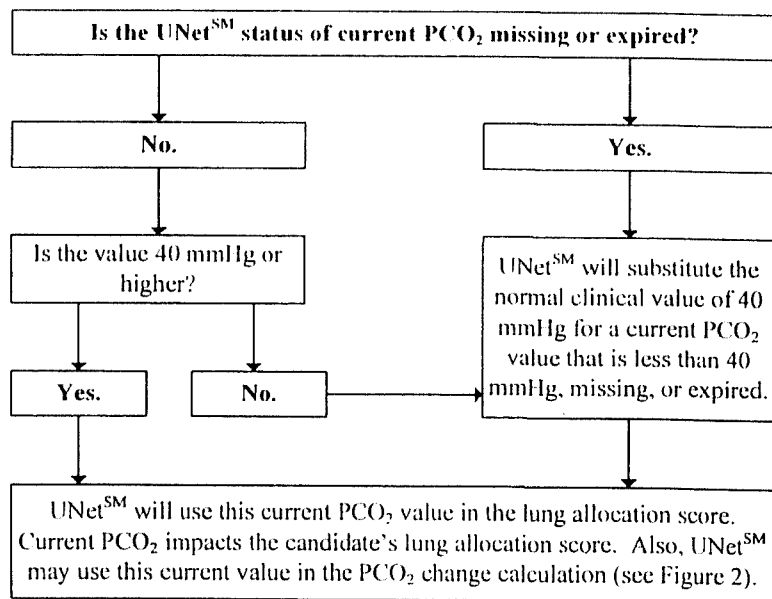 Is the UNet^SM status of current PCO₂ missing or expired?
No.
Yes.
Is the value 40 mmHg or
higher?
UNet^SM will substitute the
normal clinical value of 40
mmHg for a current PCO₂
value that is less than 40
mmHg, missing, or expired.
Yes.
No.
UNet^SM will use this current PCO₂ value in the lung allocation score.
Current PCO₂ impacts the candidate's lung allocation score. Also, UNet^SM
may use this current value in the PCO₂ change calculation (see Figure 2).